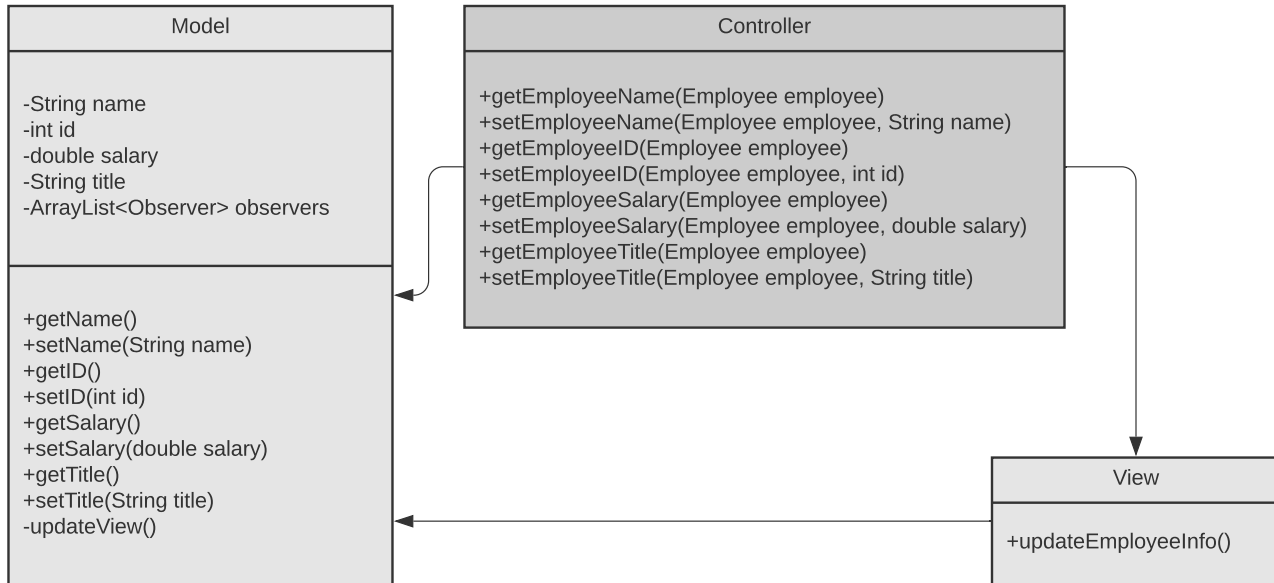 Model
-String name
-int id
-double salary
-String title
-ArrayList<Observer> observers
+getName()
+setName(String name)
+getID()
+setID(int id)
+getSalary()
+setSalary(double salary)
+getTitle()
+setTitle(String title)
-updateView()
Controller
+getEmployeeName(Employee employee)
+setEmployeeName(Employee employee, String name)
+getEmployeeID(Employee employee)
+setEmployeeID(Employee employee, int id)
+getEmployeeSalary(Employee employee)
+setEmployeeSalary(Employee employee, double salary)
+getEmployeeTitle(Employee employee)
+setEmployeeTitle(Employee employee, String title)
View
+updateEmployeeInfo()